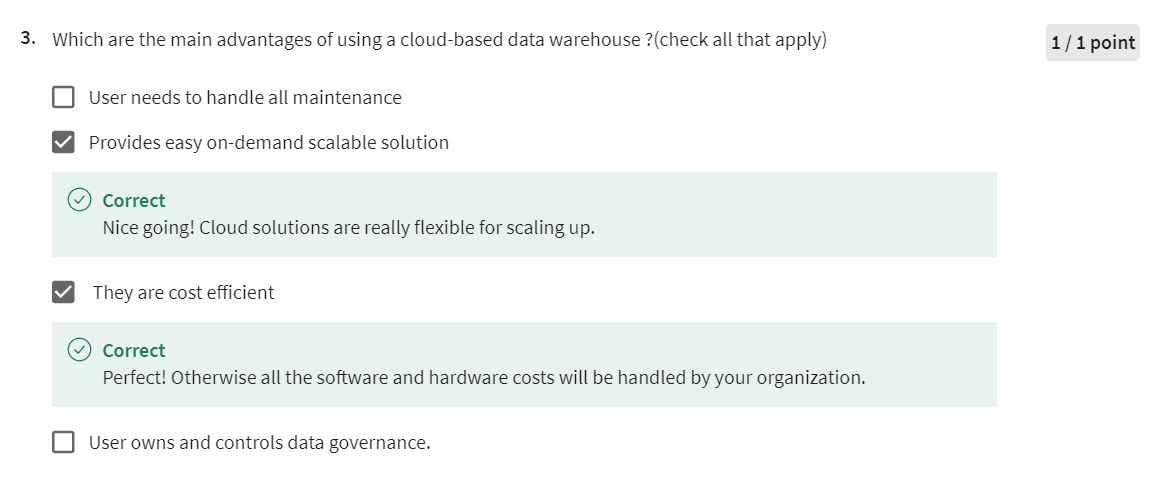 3. Which are the main advantages of using a cloud-based data warehouse ?(check all that apply)
1 / 1 point
User needs to handle all maintenance
Provides easy on-demand scalable solution
Correct
Nice going! Cloud solutions are really flexible for scaling up.
They are cost efficient
Correct
Perfect! Otherwise all the software and hardware costs will be handled by your organization.
User owns and controls data governance.